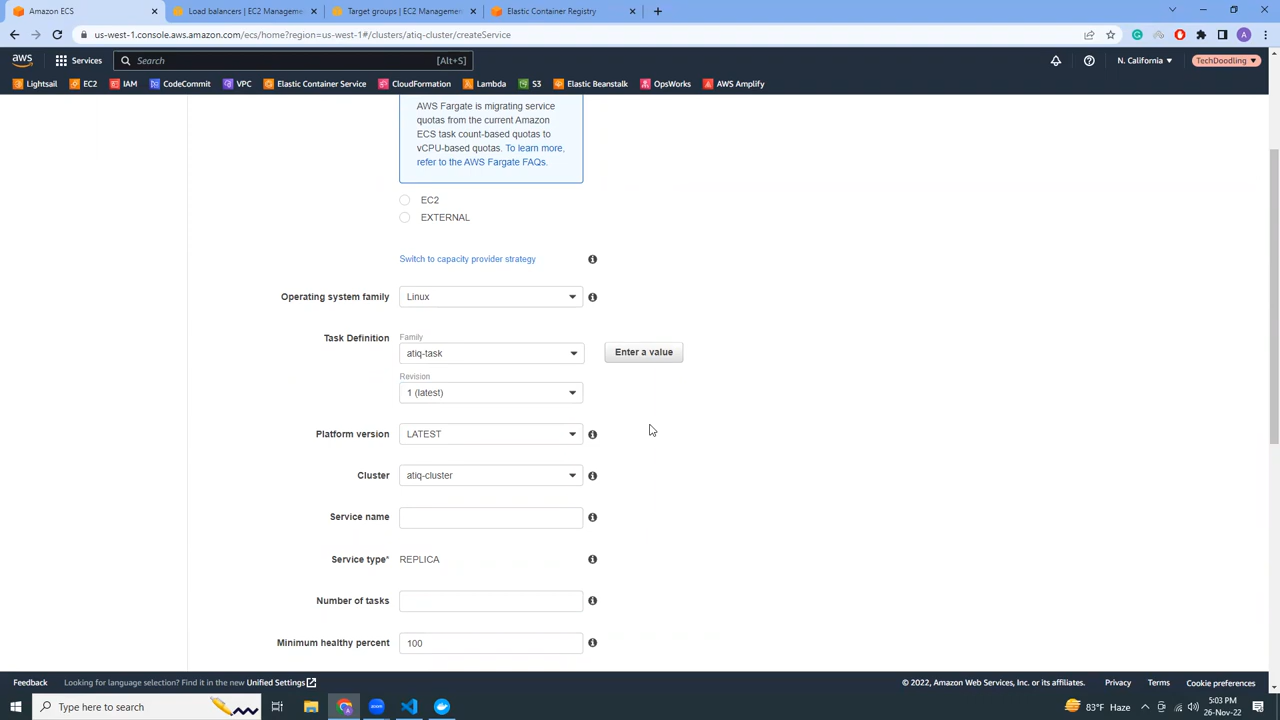 Amazon ECS
Load balancers | EC2 Manageme
Target groups | EC2 Management
Elastic Container Registry
us-west-1.console.aws.amazon.com/ecs/home?region=us-west-1#/clusters/atiq-cluster/createService
aws
Services
Search
[Alt+S]
N. California
TechDoodling
Lightsail
EC2
IAM
CodeCommit
VPC
Elastic Container Service
CloudFormation
Lambda
S3
Elastic Beanstalk
OpsWorks
AWS Amplify
AWS Fargate is migrating service
quotas from the current Amazon
ECS task count-based quotas to
vCPU-based quotas. To learn more,
refer to the AWS Fargate FAQs.
EC2
EXTERNAL
Switch to capacity provider strategy
Operating system family
Linux
Task Definition
Family
atiq-task
Enter a value
Revision
1 (latest)
Platform version
LATEST
Cluster
atiq-cluster
Service name
Service type*
REPLICA
Number of tasks
Minimum healthy percent
100
Feedback
Looking for language selection? Find it in the new Unified Settings
© 2022, Amazon Web Services, Inc. or its affiliates.
Privacy
Terms
Cookie preferences
Type here to search
83°F Haze
5:03 PM
26-Nov-22